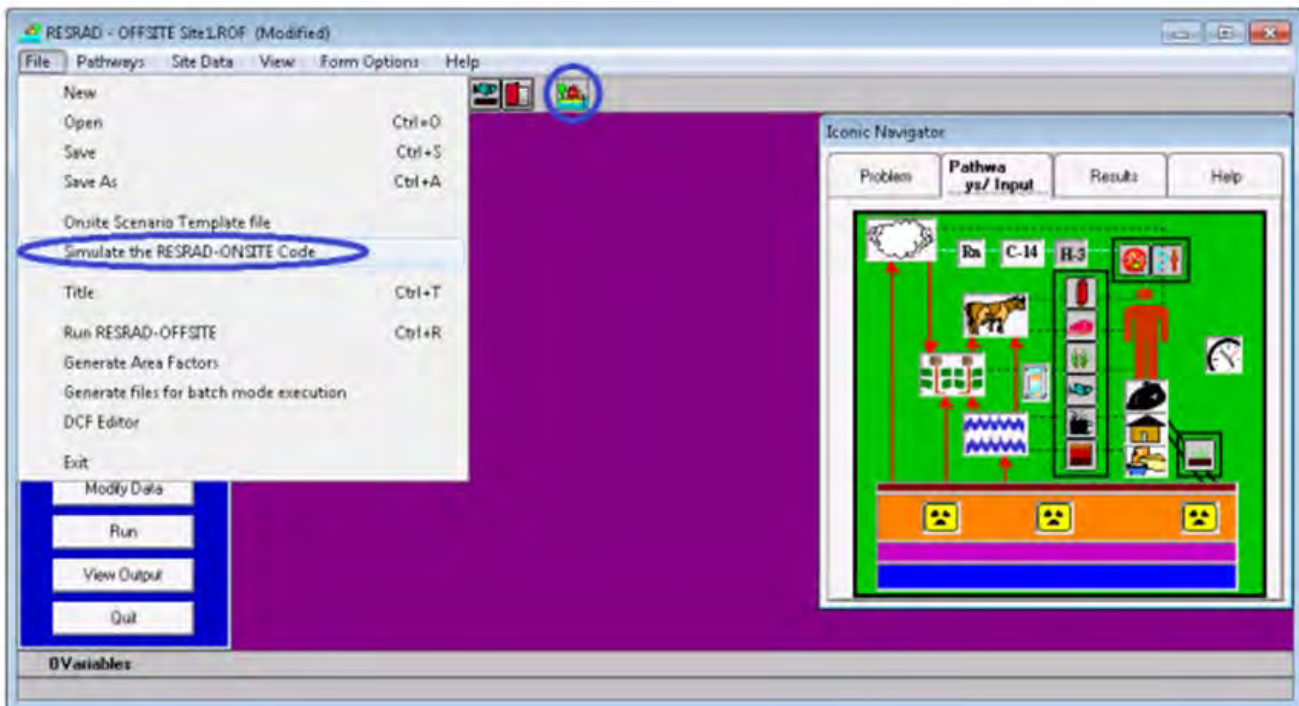 RESRAD - OFFSITE Site1.ROF (Modified)
File Pathways Site Data View Form Options Help
New
Open Ctrl+O
Save Ctrl+S
Save As Ctrl+A
Onsite Scenario Template file
Simulate the RESRAD-ONSITE Code
Title Ctrl+T
Run RESRAD-OFFSITE Ctrl+R
Generate Area Factors
Generate files for batch mode execution
DCF Editor
Exit
Modify Data
Run
View Output
Quit
0 Variables
Iconic Navigator
Problem
Pathwa
ys/ Input
Results
Help
Rn C-14 H-3